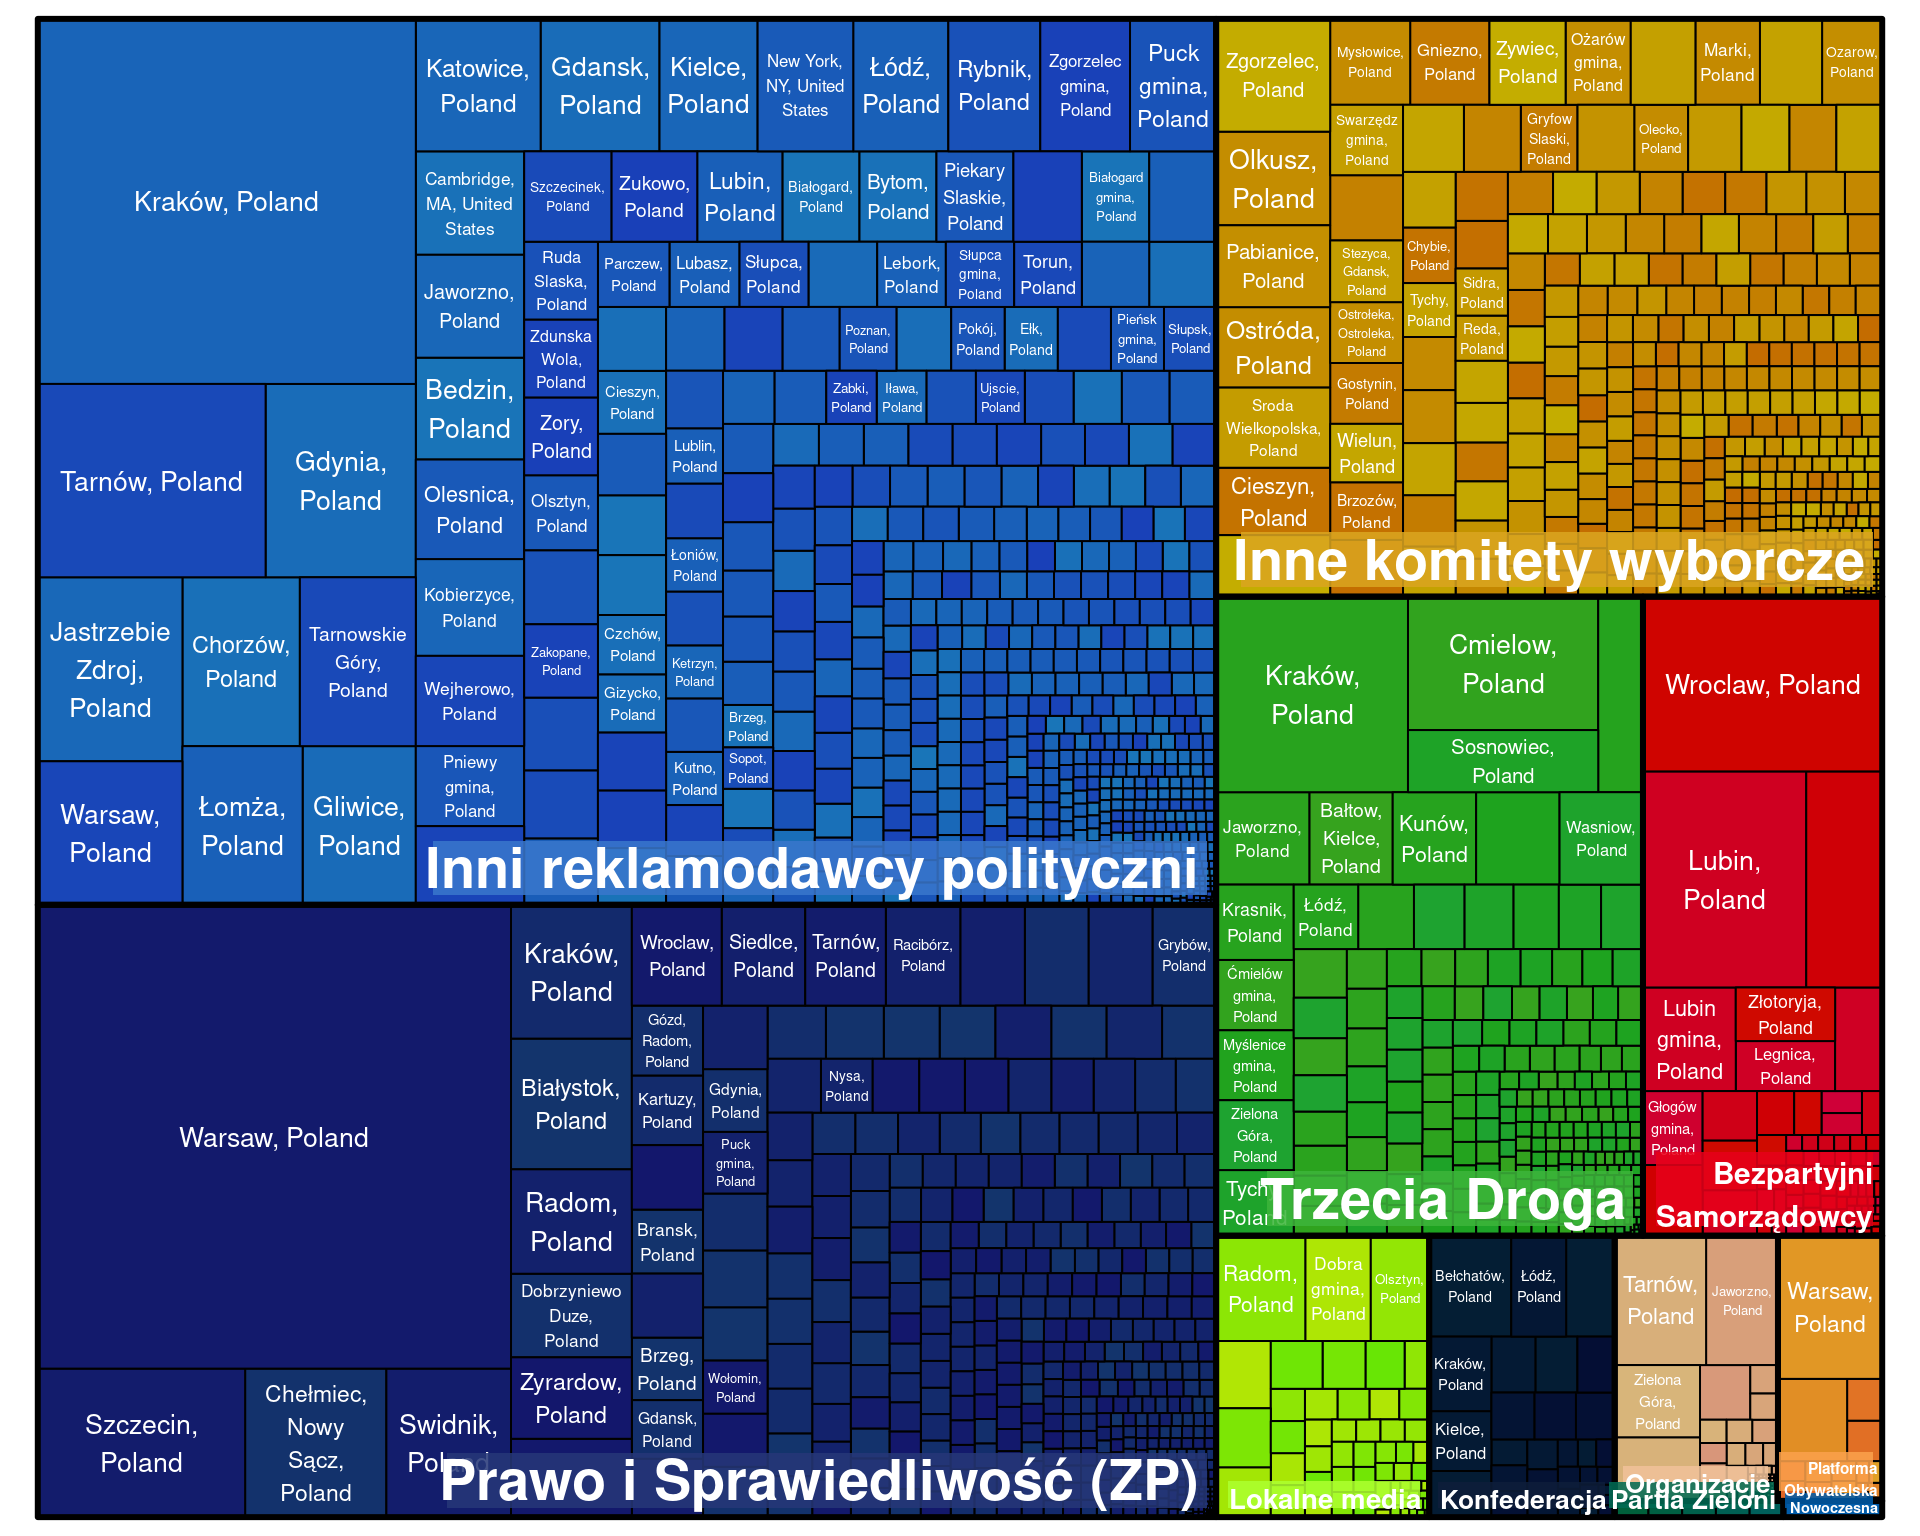 Kraków, Poland
Tarnów, Poland
Gdynia,
Poland
Jastrzebie
Zdroj,
Poland
Chorzów,
Poland
Tarnowskie
Góry,
Poland
Warsaw,
Poland
Łomża,
Poland
Gliwice,
Poland
Katowice,
Poland
Gdansk,
Poland
Kielce,
Poland
New York,
NY, United
States
Łódź,
Poland
Rybnik,
Poland
Zgorzelec
gmina,
Poland
Puck
gmina,
Poland
Cambridge,
MA, United
States
Jaworzno,
Poland
Bedzin,
Poland
Olesnica,
Poland
Kobierzyce,
Poland
Wejherowo,
Poland
Pniewy
gmina,
Poland
Szczecinek,
Poland
Zukowo,
Poland
Lubin,
Poland
Białogard,
Poland
Bytom,
Poland
Piekary
Slaskie,
Poland
Białogard
gmina,
Poland
Ruda
Slaska,
Poland
Zdunska
Wola,
Poland
Zory,
Poland
Olsztyn,
Poland
Zakopane,
Poland
Parczew,
Poland
Lubasz,
Poland
Słupca,
Poland
Lebork,
Poland
Słupca
gmina,
Poland
Torun,
Poland
Poznan,
Poland
Pokój,
Poland
Ełk,
Poland
Pieńsk
gmina,
Poland
Słupsk,
Poland
Cieszyn,
Poland
Zabki,
Poland
Iława,
Poland
Ujscie,
Poland
Lublin,
Poland
Łoniów,
Poland
Czchów,
Poland
Ketrzyn,
Poland
Gizycko,
Poland
Brzeg,
Poland
Kutno,
Poland
Sopot,
Poland
Inni reklamodawcy polityczni
Zgorzelec,
Poland
Olkusz,
Poland
Pabianice,
Poland
Ostróda,
Poland
Sroda
Wielkopolska,
Poland
Cieszyn,
Poland
Mysłowice,
Poland
Gniezno,
Poland
Zywiec,
Poland
Ożarów
gmina,
Poland
Marki,
Poland
Ozarow,
Poland
Swarzędz
gmina,
Poland
Gryfow
Slaski,
Poland
Olecko,
Poland
Stezyca,
Gdansk,
Poland
Chybie,
Poland
Sidra,
Poland
Tychy,
Poland
Ostrołeka,
Ostroleka,
Poland
Reda,
Poland
Gostynin,
Poland
Wielun,
Poland
Brzozów,
Poland
Inne komitety wyborcze
Kraków,
Poland
Cmielow,
Poland
Sosnowiec,
Poland
Jaworzno,
Poland
Bałtow,
Kielce,
Poland
Kunów,
Poland
Wasniow,
Poland
Krasnik,
Poland
Łódź,
Poland
Ćmielów
gmina,
Poland
Myślenice
gmina,
Poland
Zielona
Góra,
Poland
Tych
Poland
Trzecia Droga
Wroclaw, Poland
Lubin,
Poland
Lubin
gmina,
Poland
Złotoryja,
Poland
Legnica,
Poland
Głogów
gmina,
Poland
Bezpartyjni
Samorządowcy
Warsaw, Poland
Szczecin,
Poland
Chełmiec,
Nowy
Sącz,
Poland
Swidnik,
Poland
Kraków,
Poland
Białystok,
Poland
Radom,
Poland
Dobrzyniewo
Duze,
Poland
Zyrardow,
Poland
Wroclaw,
Poland
Siedlce,
Poland
Tarnów,
Poland
Racibórz,
Poland
Grybów,
Poland
Gózd,
Radom,
Poland
Kartuzy,
Poland
Gdynia,
Poland
Nysa,
Poland
Puck
gmina,
Poland
Bransk,
Poland
Brzeg,
Poland
Wołomin,
Poland
Gdansk,
Poland
Prawo i Sprawiedliwość (ZP)
Radom,
Poland
Dobra
gmina,
Poland
Olsztyn,
Poland
Lokalne media
Bełchatów,
Poland
Łódź,
Poland
Kraków,
Poland
Kielce,
Poland
Konfederacja
Tarnów,
Poland
Jaworzno,
Poland
Zielona
Góra,
Poland
Organizacje
Partia Zieloni
Warsaw,
Poland
Platforma
Obywatelska
Nowoczesna